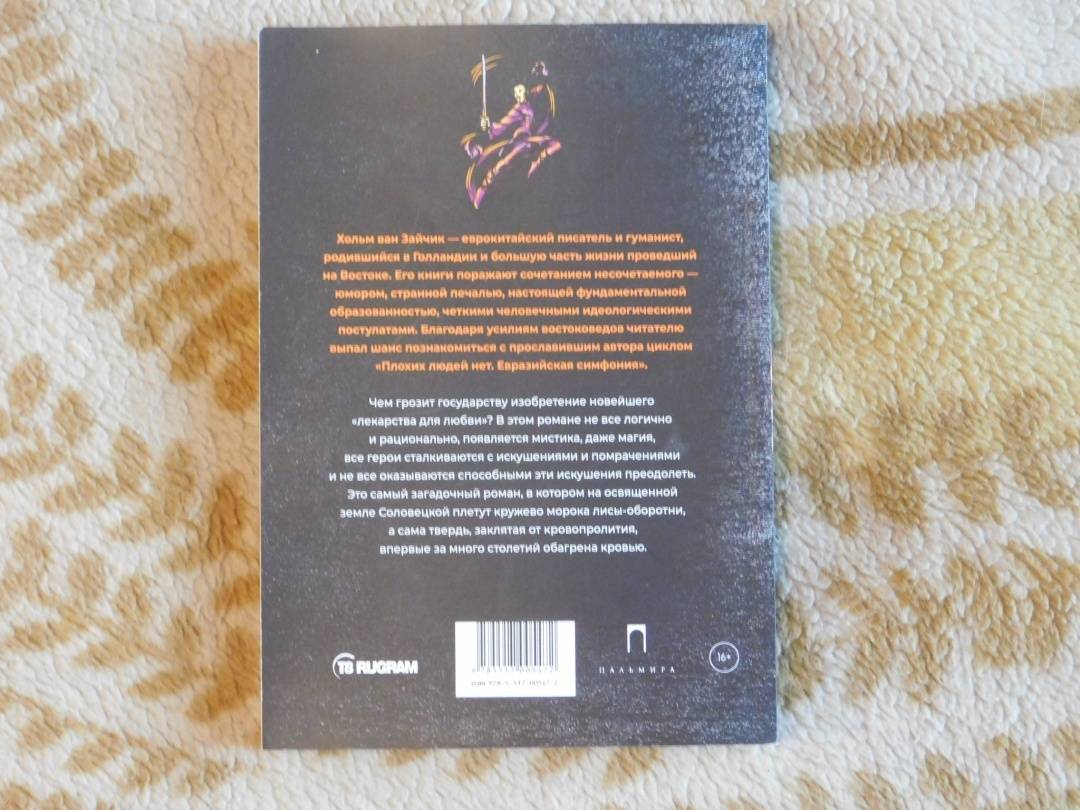 Хольм ван Зайчик — еврокитайский писатель и гуманист,
родившийся в Голландии и большую часть жизни проведший
на Востоке. Его книги поражают сочетанием несочетаемого —
юмором, странной печалью, настоящей фундаментальной
образованностью, четкими человечными идеологическими
постулатами. Благодаря усилиям востоковедов читателю
выпал шанс познакомиться с прославившим автора циклом
«Плохих людей нет. Евразийская симфония».
Чем грозит государству изобретение новейшего
«лекарства для любви»? В этом романе не все логично
и рационально, появляется мистика, даже магия,
все герои сталкиваются с искушениями и помрачениями
и не все оказываются способными эти искушения преодолеть.
Это самый загадочный роман, в котором на освященной
земле Соловецкой плетут кружево морока лисы-оборотни,
а сама твердь, заклятая от кровопролития,
впервые за много столетий обагрена кровью.
T8 RUGRAM
ПАЛЬМИРА
16+